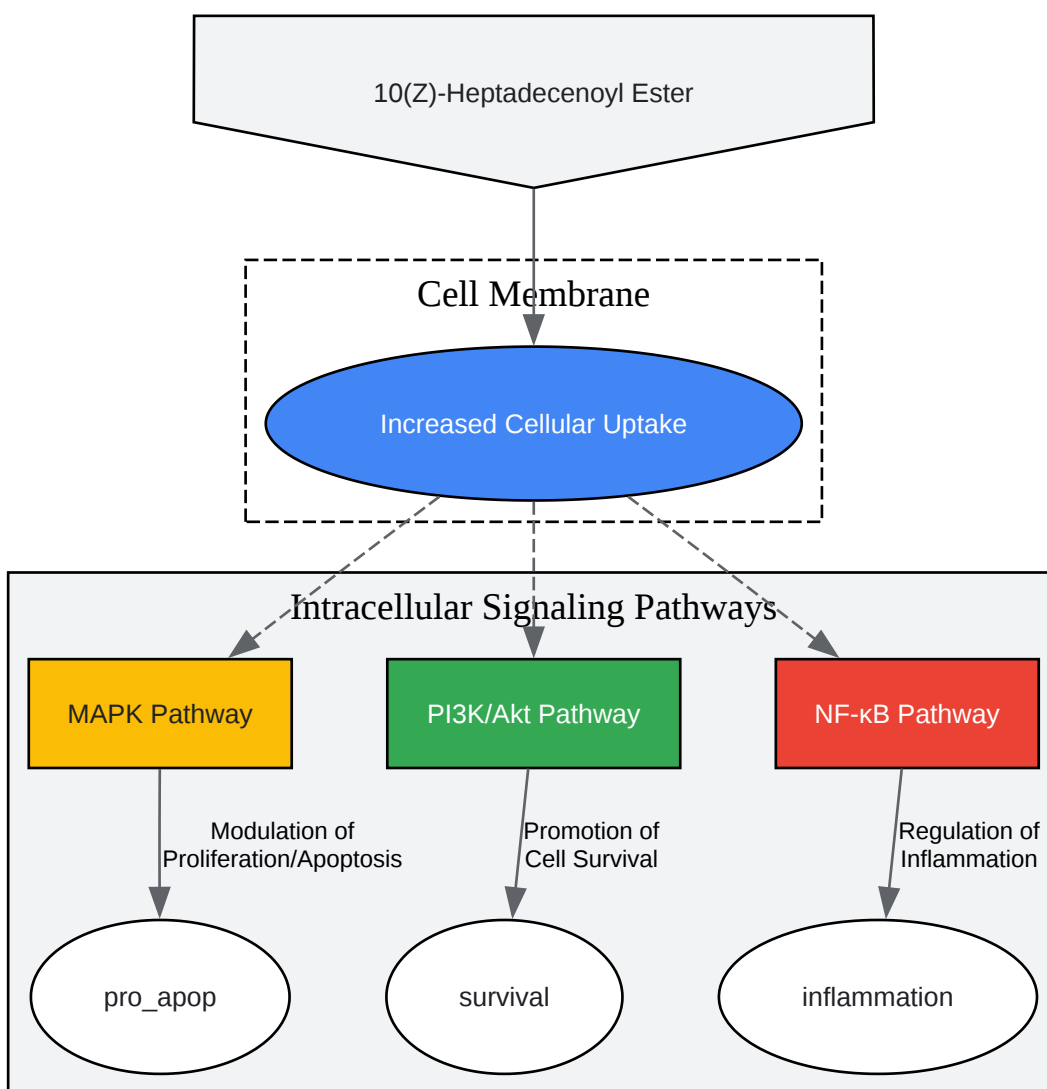 10(Z)-Heptadecenoyl Ester
Cell Membrane
Increased Cellular Uptake
Intracellular Signaling Pathways
MAPK Pathway
PI3K/Akt Pathway
NF-κB Pathway
Modulation of
Proliferation/Apoptosis
Promotion of
Cell Survival
Regulation of
Inflammation
pro_apop
survival
inflammation